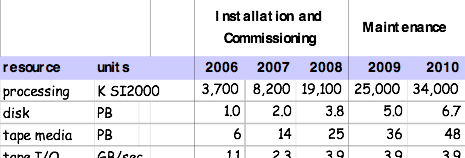 Installation and Maintenance
Commissioning
resource units 2006 2007 2008 2009 2010
processing K SI2000 3,700 8,200 19,100 25,000 34,000
disk PB 1.0 2.0 3.8 5.0 6.7
tape media PB 6 14 25 36 48
tape I/O GB/sec 1.1 2.3 3.9 3.9 3.9